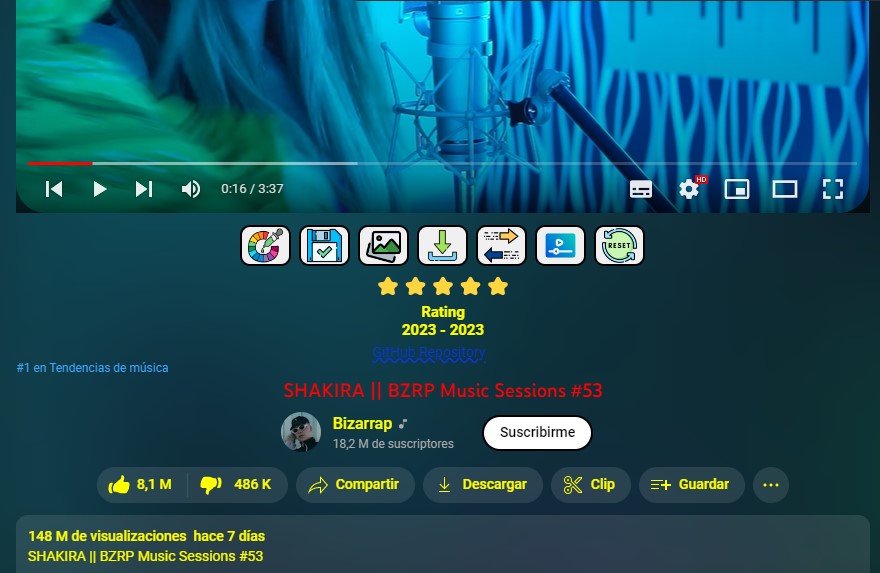 0:16 / 3:37
HD
RESET
Rating
2023 - 2023
GitHub Repository
#1 en Tendencias de música
SHAKIRA || BZRP Music Sessions #53
Bizarrap
18,2 M de suscriptores
Suscribirme
8,1 M 486 K Compartir Descargar Clip Guardar
148 M de visualizaciones hace 7 días
SHAKIRA || BZRP Music Sessions #53